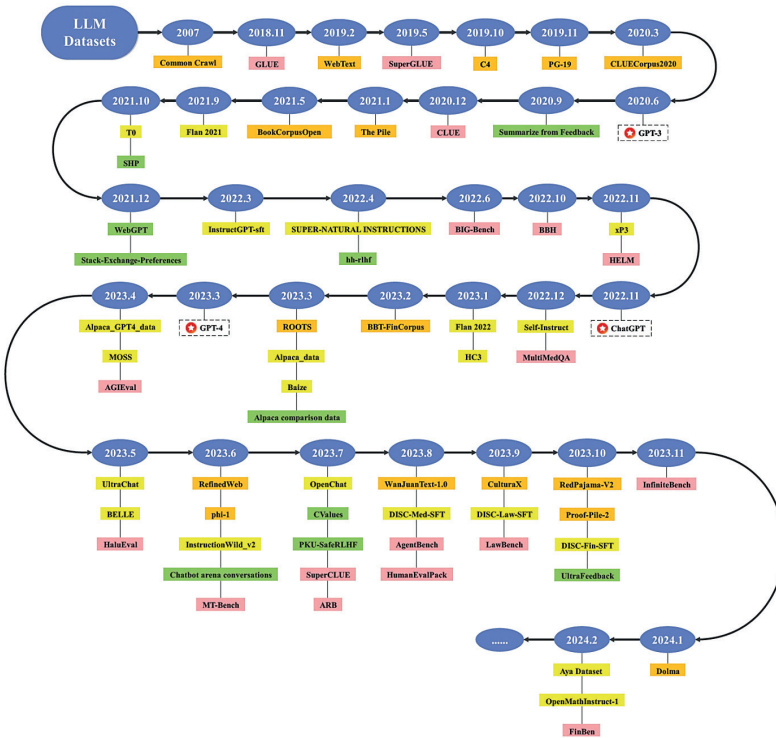 LLM
Datasets
2007
Common Crawl
2018.11
GLUE
2019.2
WebText
2019.5
SuperGLUE
2019.10
C4
2019.11
PG-19
2020.3
CLUECorpus2020
2020.6
GPT-3
2020.9
Summarize from Feedback
2020.12
CLUE
2021.1
The Pile
2021.5
BookCorpusOpen
2021.9
Flan 2021
2021.10
T0
SHP
2021.12
WebGPT
Stack-Exchange-Preferences
2022.3
InstructGPT-sft
2022.4
SUPER-NATURAL INSTRUCTIONS
hh-rlhf
2022.6
BIG-Bench
2022.10
BBH
2022.11
xP3
HELM
2022.11
ChatGPT
2022.12
Self-Instruct
MultiMedQA
2023.1
Flan 2022
HC3
2023.2
BBT-FinCorpus
2023.3
ROOTS
Alpaca_data
Baize
Alpaca comparison data
2023.3
GPT-4
2023.4
Alpaca_GPT4_data
MOSS
AGIEval
2023.5
UltraChat
BELLE
HaluEval
2023.6
RefinedWeb
phi-1
InstructionWild_v2
Chatbot arena conversations
MT-Bench
2023.7
OpenChat
CValues
PKU-SafeRLHF
SuperCLUE
ARB
2023.8
WanJuanText-1.0
DISC-Med-SFT
AgentBench
HumanEvalPack
2023.9
CulturaX
DISC-Law-SFT
LawBench
2023.10
RedPajama-V2
Proof-Pile-2
DISC-Fin-SFT
UltraFeedback
2023.11
InfiniteBench
2024.1
Dolma
2024.2
Aya Dataset
OpenMathInstruct-1
FinBen
......